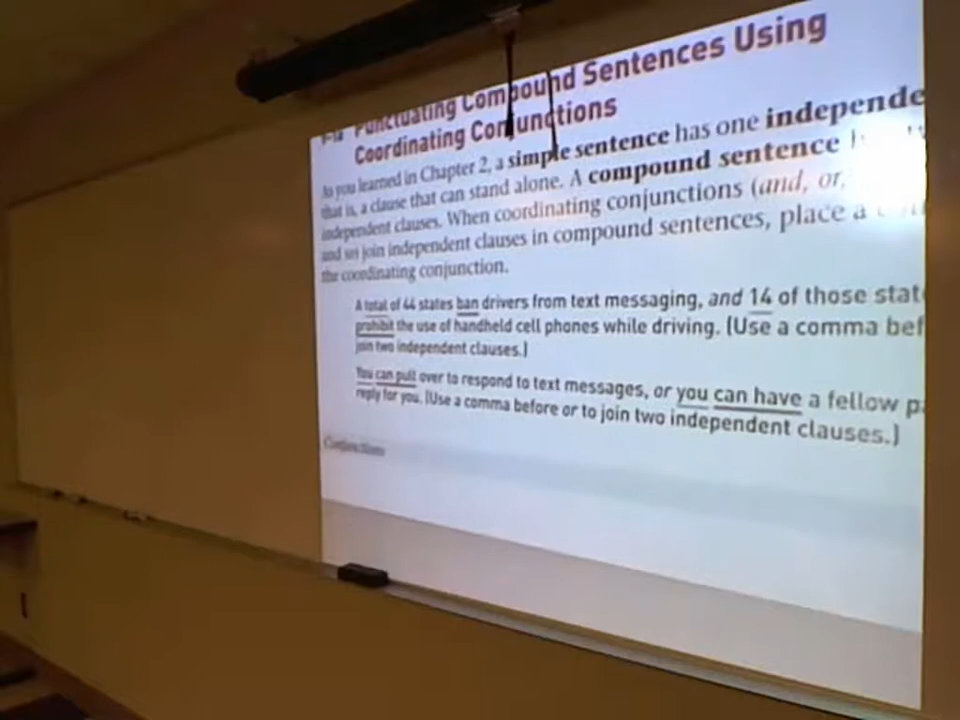 Punctuating Compound Sentences Using
Coordinating Conjunctions
As you learned in Chapter 2, a simple sentence has one independe
that is, a clause that can stand alone. A compound sentence
independent clauses. When coordinating conjunctions (and, or,
and join independent clauses in compound sentences, place a
the coordinating conjunction.
A total of 44 states ban drivers from text messaging, and 14 of those stat
prohibit the use of handheld cell phones while driving. (Use a comma bef
join two independent clauses.)
You can pull over to respond to text messages, or you can have a fellow pa
reply for you. (Use a comma before or to join two independent clauses.)
Conjunctions